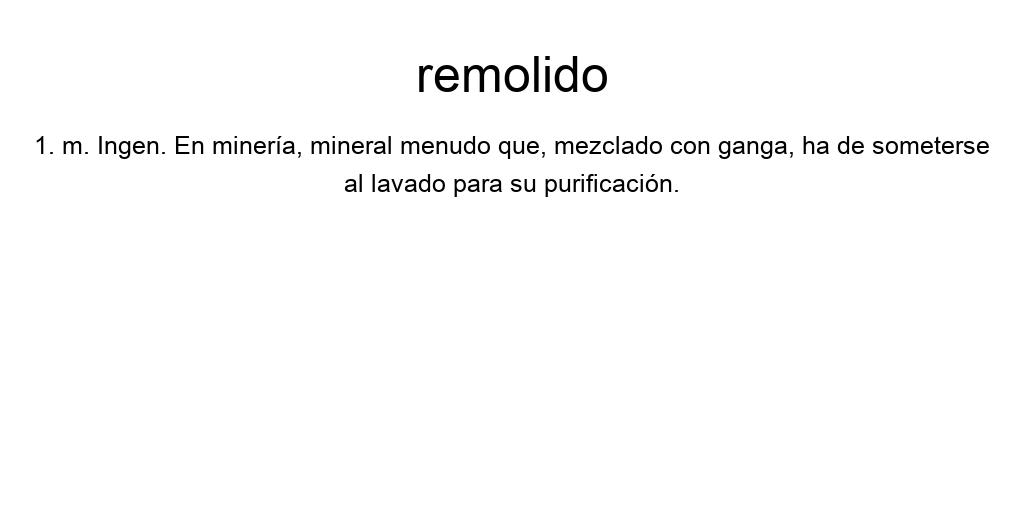 remolido
1. m. Ingen. En minería, mineral menudo que, mezclado con ganga, ha de someterse
al lavado para su purificación.